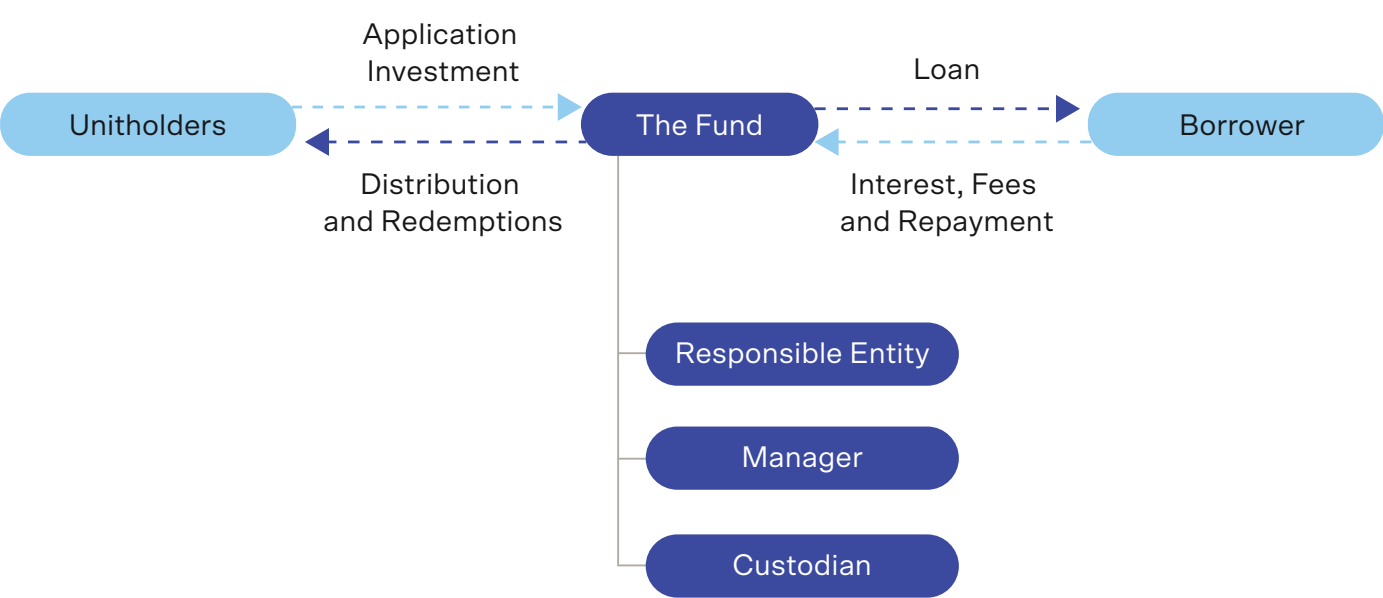 Application
Investment
Loan
Unitholders
The Fund
Borrower
Distribution
and Redemptions
Interest, Fees
and Repayment
Responsible Entity
Manager
Custodian